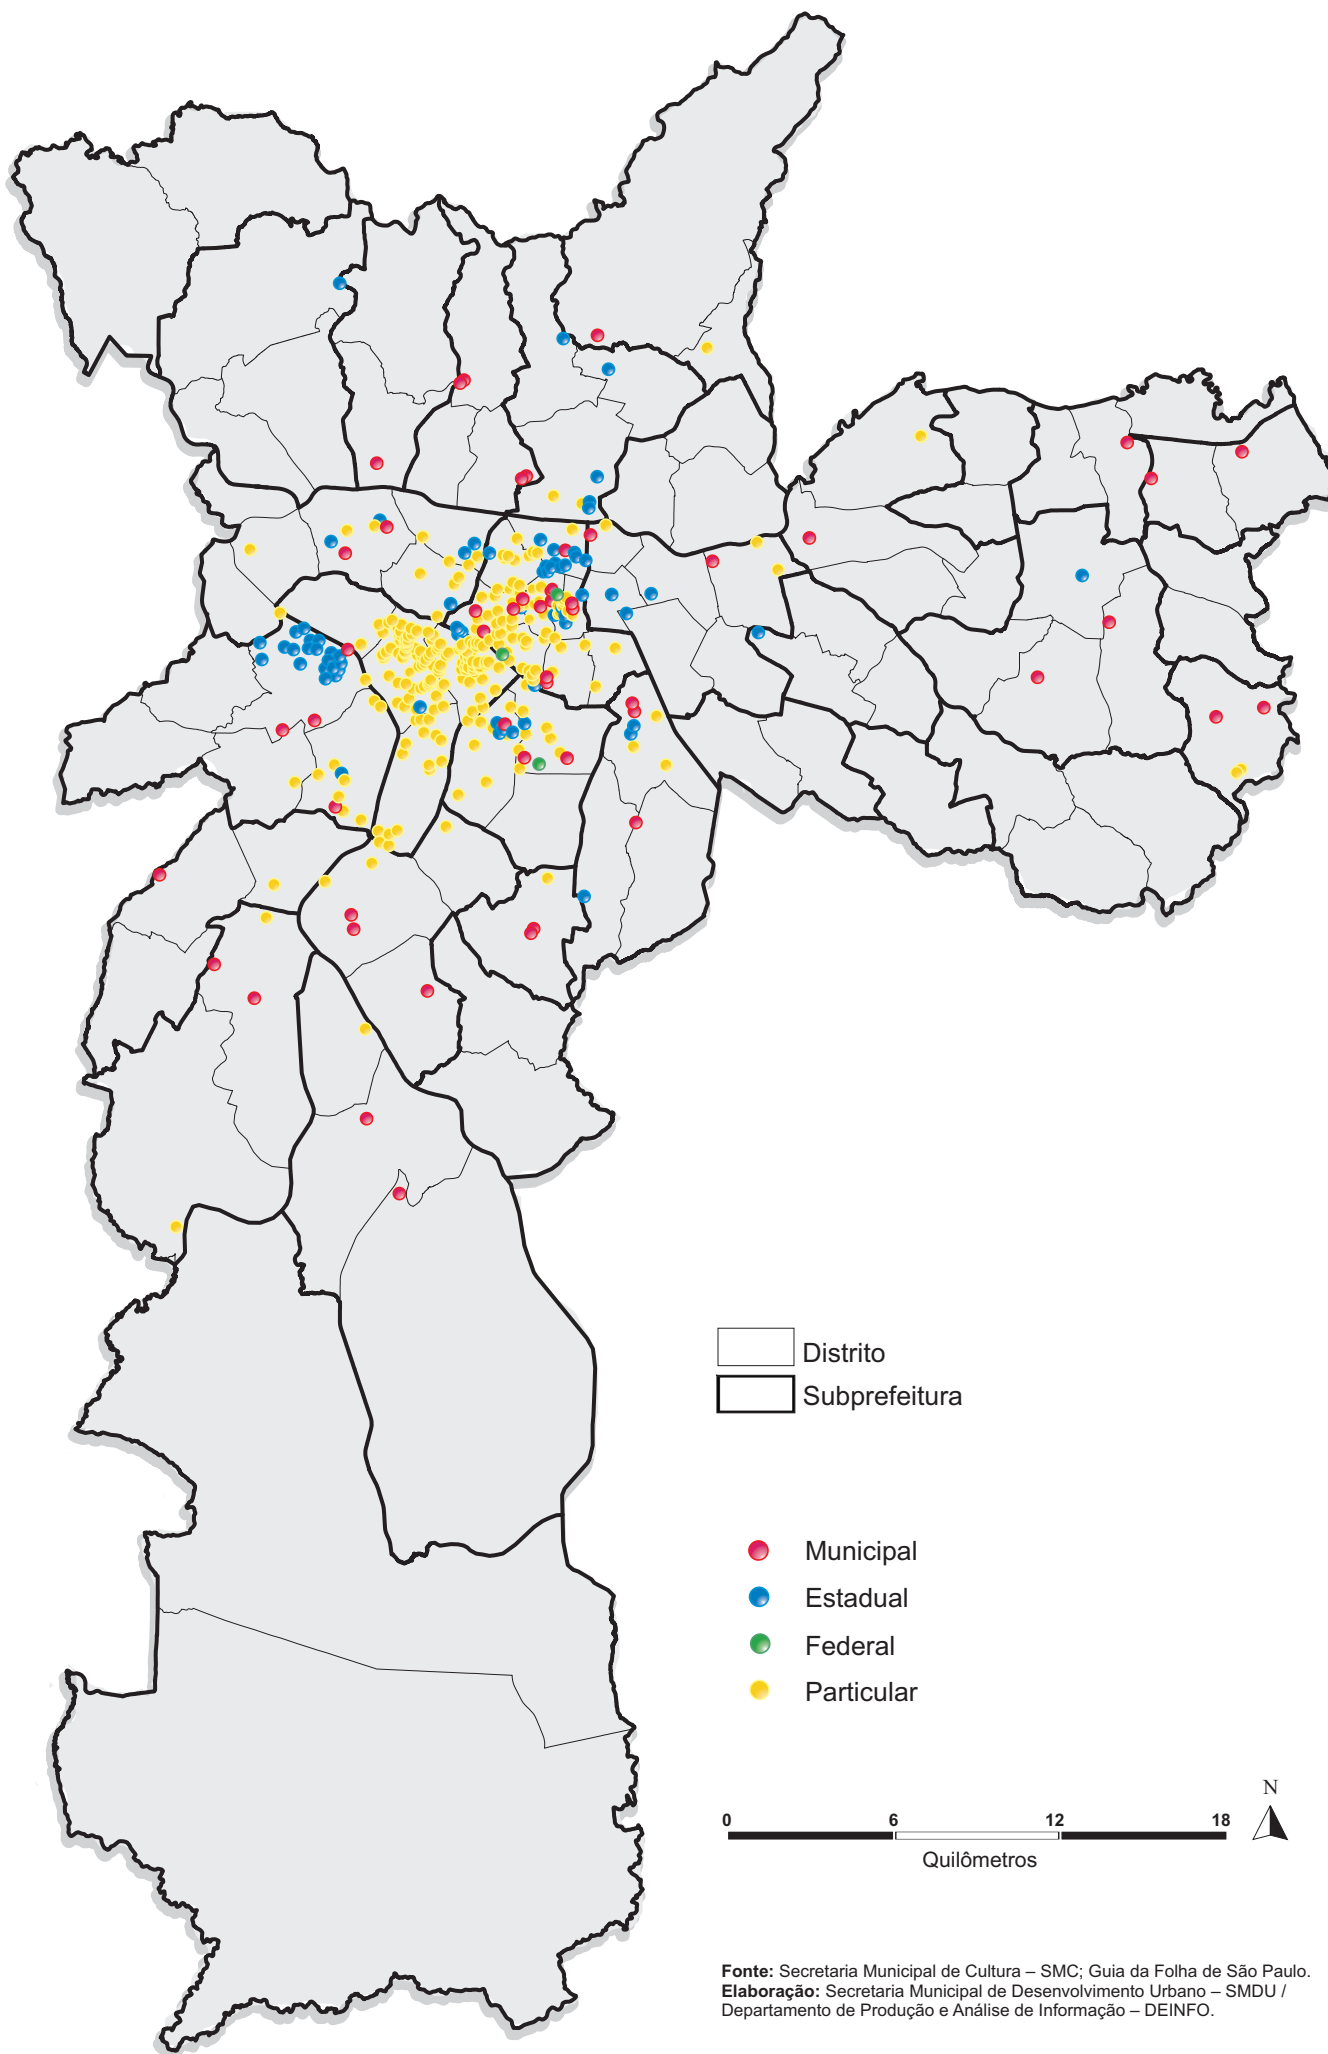 Distrito
Subprefeitura
Municipal
Estadual
Federal
Particular
N
0 6 12 18
Quilômetros
Fonte: Secretaria Municipal de Cultura – SMC; Guia da Folha de São Paulo.
Elaboração: Secretaria Municipal de Desenvolvimento Urbano – SMDU /
Departamento de Produção e Análise de Informação – DEINFO.